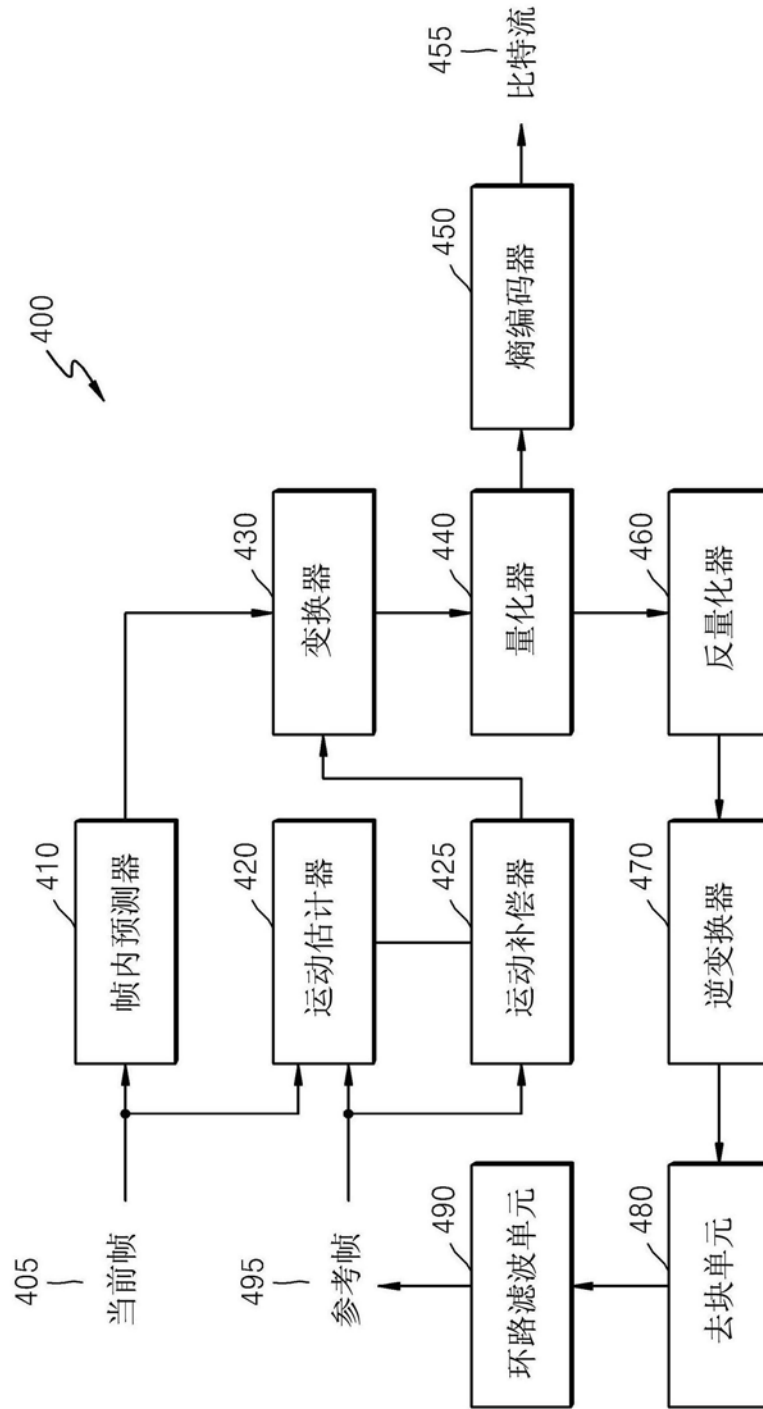 400
405
当前帧
410
帧内预测器
495
参考帧
420
运动估计器
425
运动补偿器
430
变换器
440
量化器
450
熵编码器
455
比特流
460
反量化器
470
逆变换器
480
去块单元
490
环路滤波单元